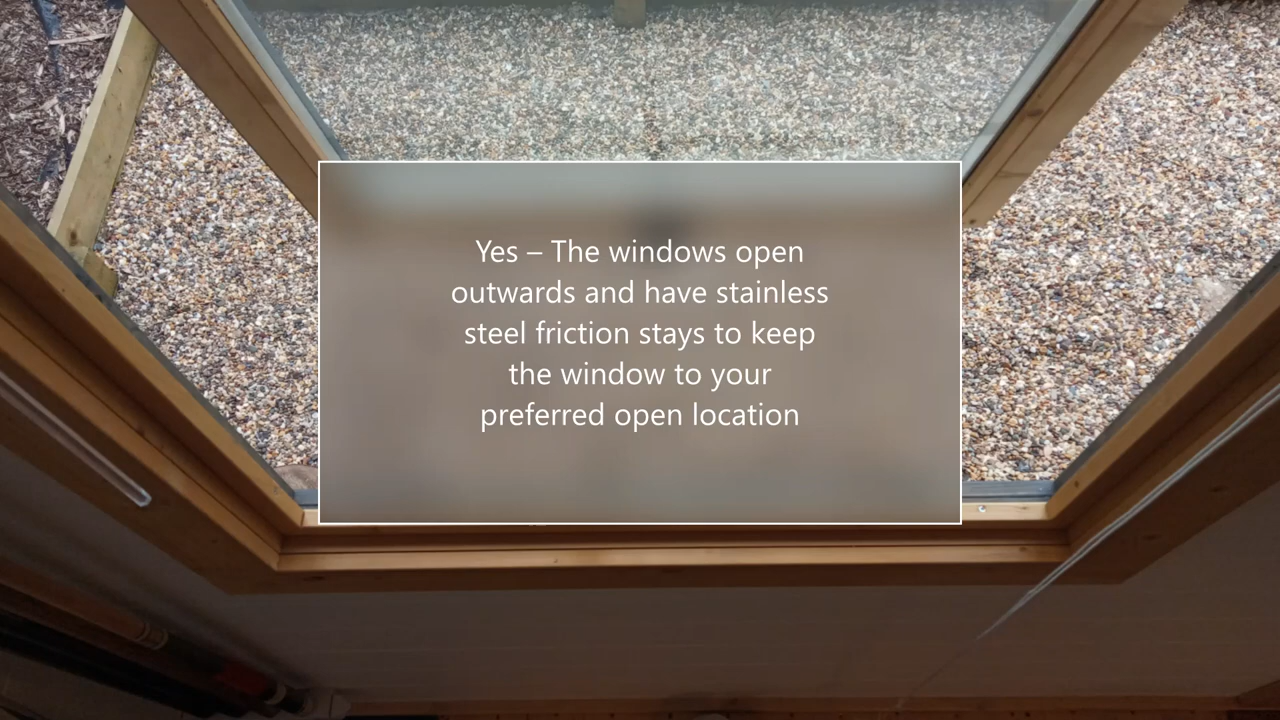 Yes – The windows open
outwards and have stainless
steel friction stays to keep
the window to your
preferred open location